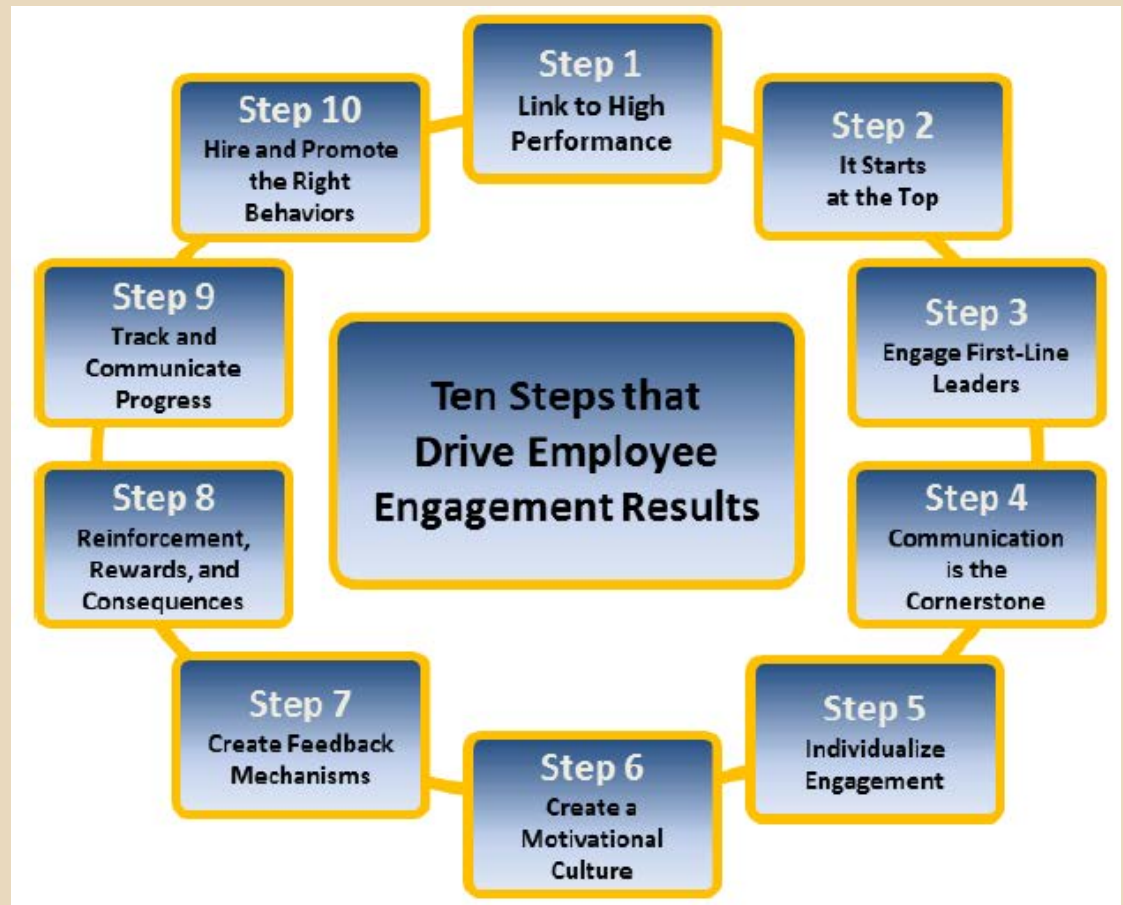 Step 1
Link to High
Performance
Step 2
It Starts
at the Top
Step 3
Engage First-Line
Leaders
Step 4
Communication
is the
Cornerstone
Step 5
Individualize
Engagement
Step 6
Create a
Motivational
Culture
Step 7
Create Feedback
Mechanisms
Step 8
Reinforcement,
Rewards, and
Consequences
Step 9
Track and
Communicate
Progress
Step 10
Hire and Promote
the Right
Behaviors
Ten Steps that
Drive Employee
Engagement Results